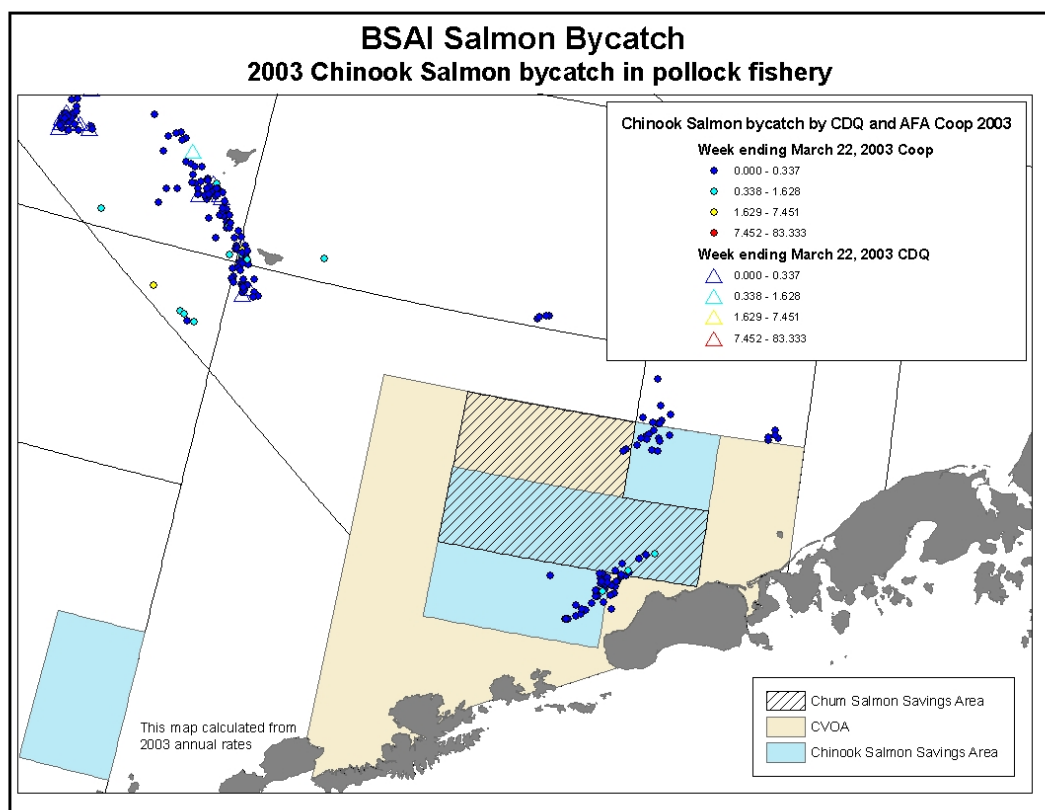 BSAI Salmon Bycatch
2003 Chinook Salmon bycatch in pollock fishery
Chinook Salmon bycatch by CDQ and AFA Coop 2003
Week ending March 22, 2003 Coop
0.000 - 0.337
0.338 - 1.628
1.629 - 7.451
7.452 - 83.333
Week ending March 22, 2003 CDQ
0.000 - 0.337
0.338 - 1.628
1.629 - 7.451
7.452 - 83.333
Chum Salmon Savings Area
CVOA
Chinook Salmon Savings Area
This map calculated from
2003 annual rates